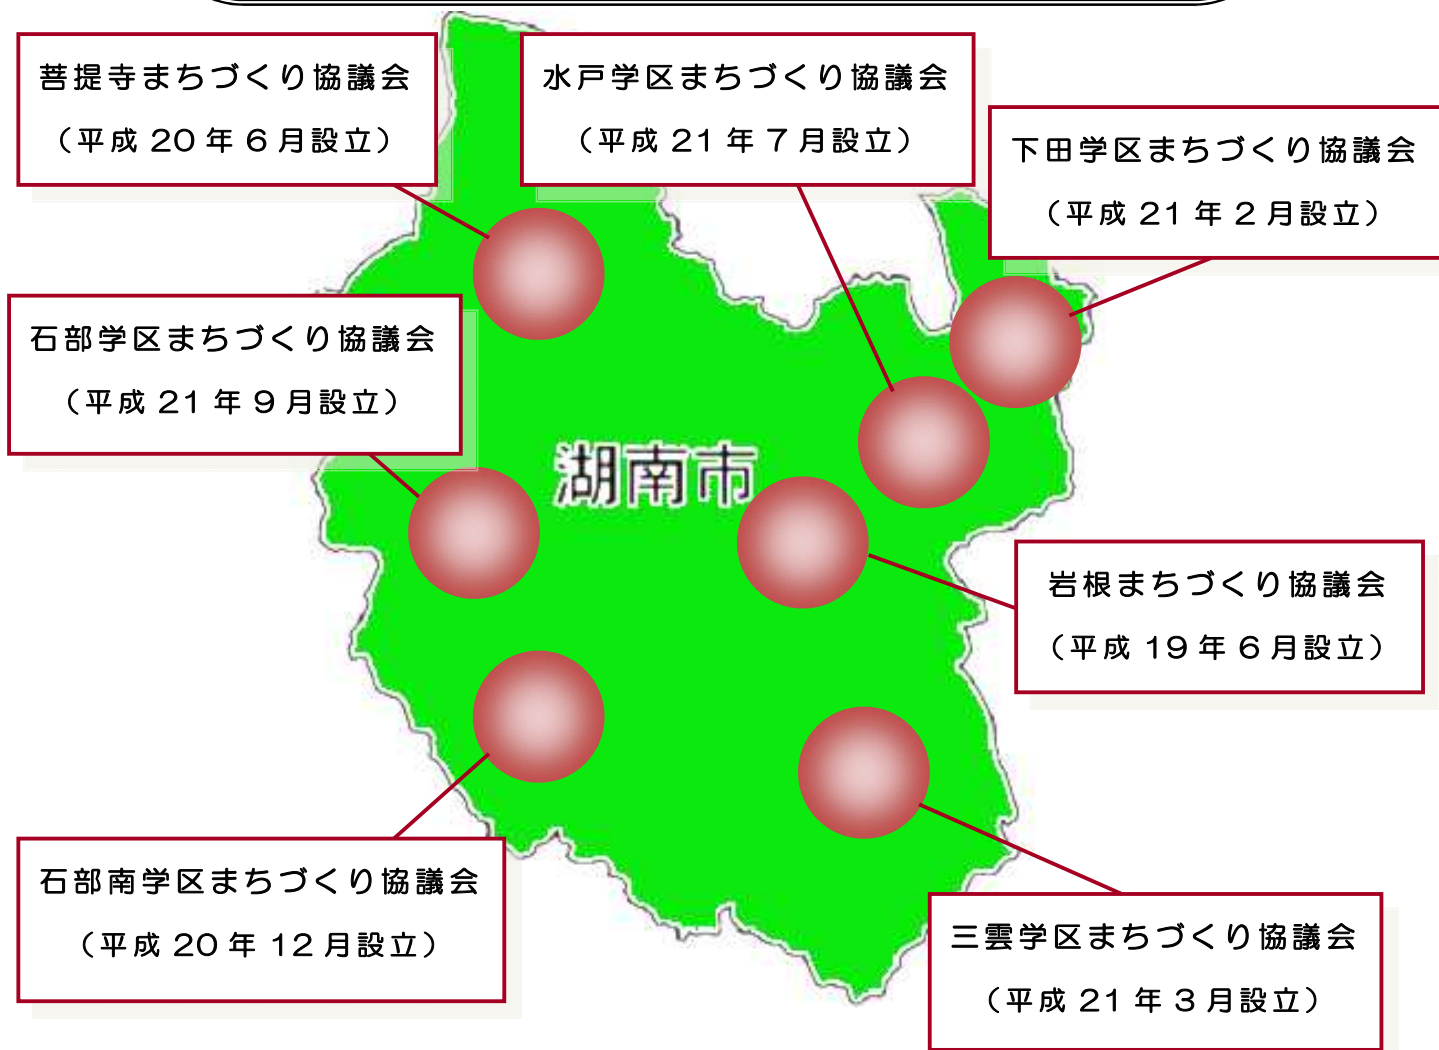 菩提寺まちづくり協議会
（平成 20 年 6 月設立）
水戸学区まちづくり協議会
（平成 21 年 7 月設立）
下田学区まちづくり協議会
（平成 21 年 2 月設立）
石部学区まちづくり協議会
（平成 21 年 9 月設立）
湖南市
岩根まちづくり協議会
（平成 19 年 6 月設立）
石部南学区まちづくり協議会
（平成 20 年 12 月設立）
三雲学区まちづくり協議会
（平成 21 年 3 月設立）